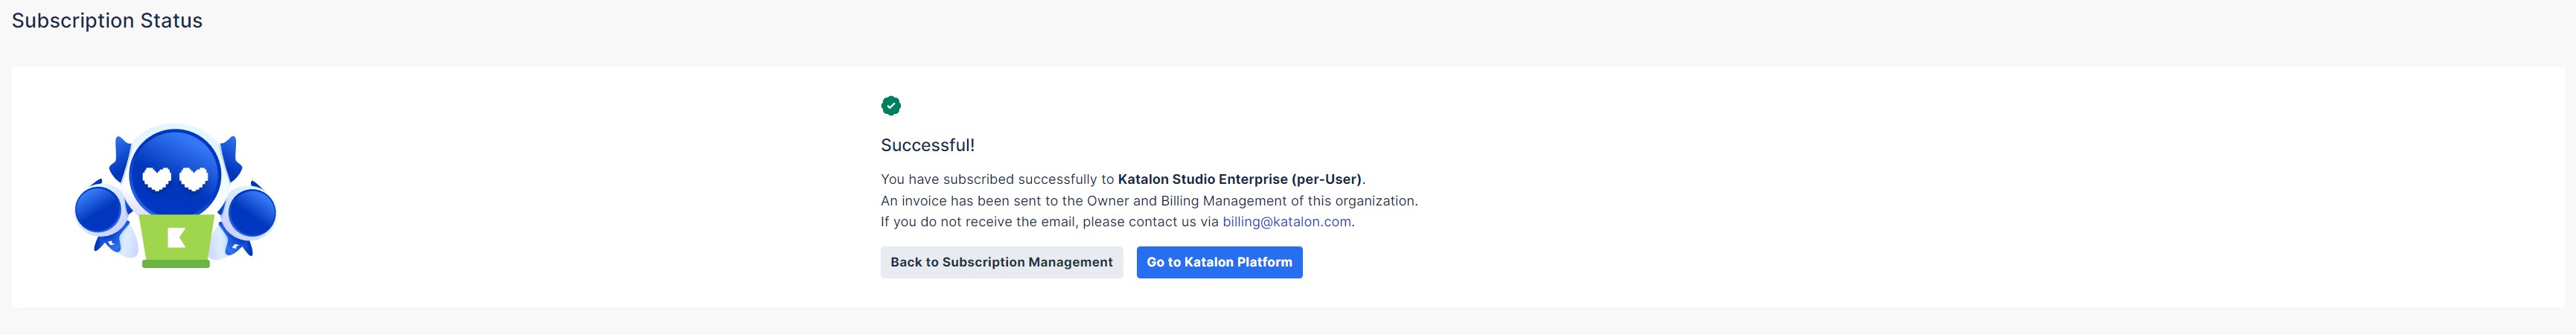 Subscription Status
Successful!
You have subscribed successfully to Katalon Studio Enterprise (per-User).
An invoice has been sent to the Owner and Billing Management of this organization.
If you do not receive the email, please contact us via billing@katalon.com.
Back to Subscription Management
Go to Katalon Platform